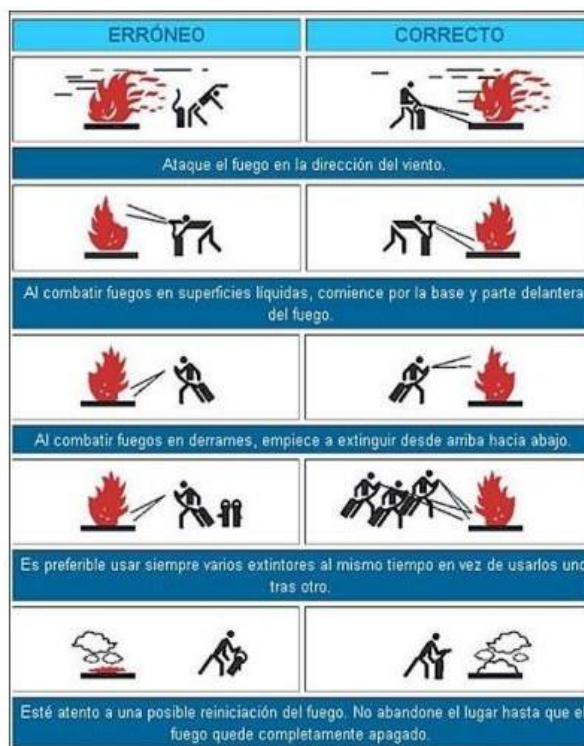 ERRÓNEO
CORRECTO
Ataque el fuego en la dirección del viento.
Al combatir fuegos en superficies líquidas, comience por la base y parte delantera
del fuego.
Al combatir fuegos en derrames, empiece a extinguir desde arriba hacia abajo.
Es preferible usar siempre varios extintores al mismo tiempo en vez de usarlos uno
tras otro.
Esté atento a una posible reiniciación del fuego. No abandone el lugar hasta que el
fuego quede completamente apagado.